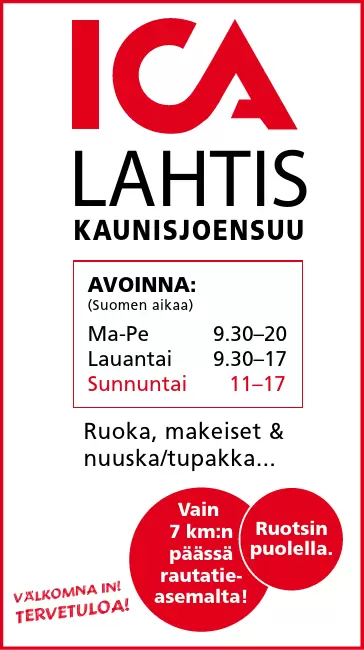 ICA
LAHTIS
KAUNISJOENSUU
AVOINNA:
(Suomen aikaa)
Ma-Pe 9.30–20
Lauantai 9.30–17
Sunnuntai 11–17
Ruoka, makeiset &
nuuska/tupakka...
Vain
7 km:n
päässä
rautatie-
asemalta!
Ruotsin
puolella.
VÄLKOMNA IN!
TERVETULOA!